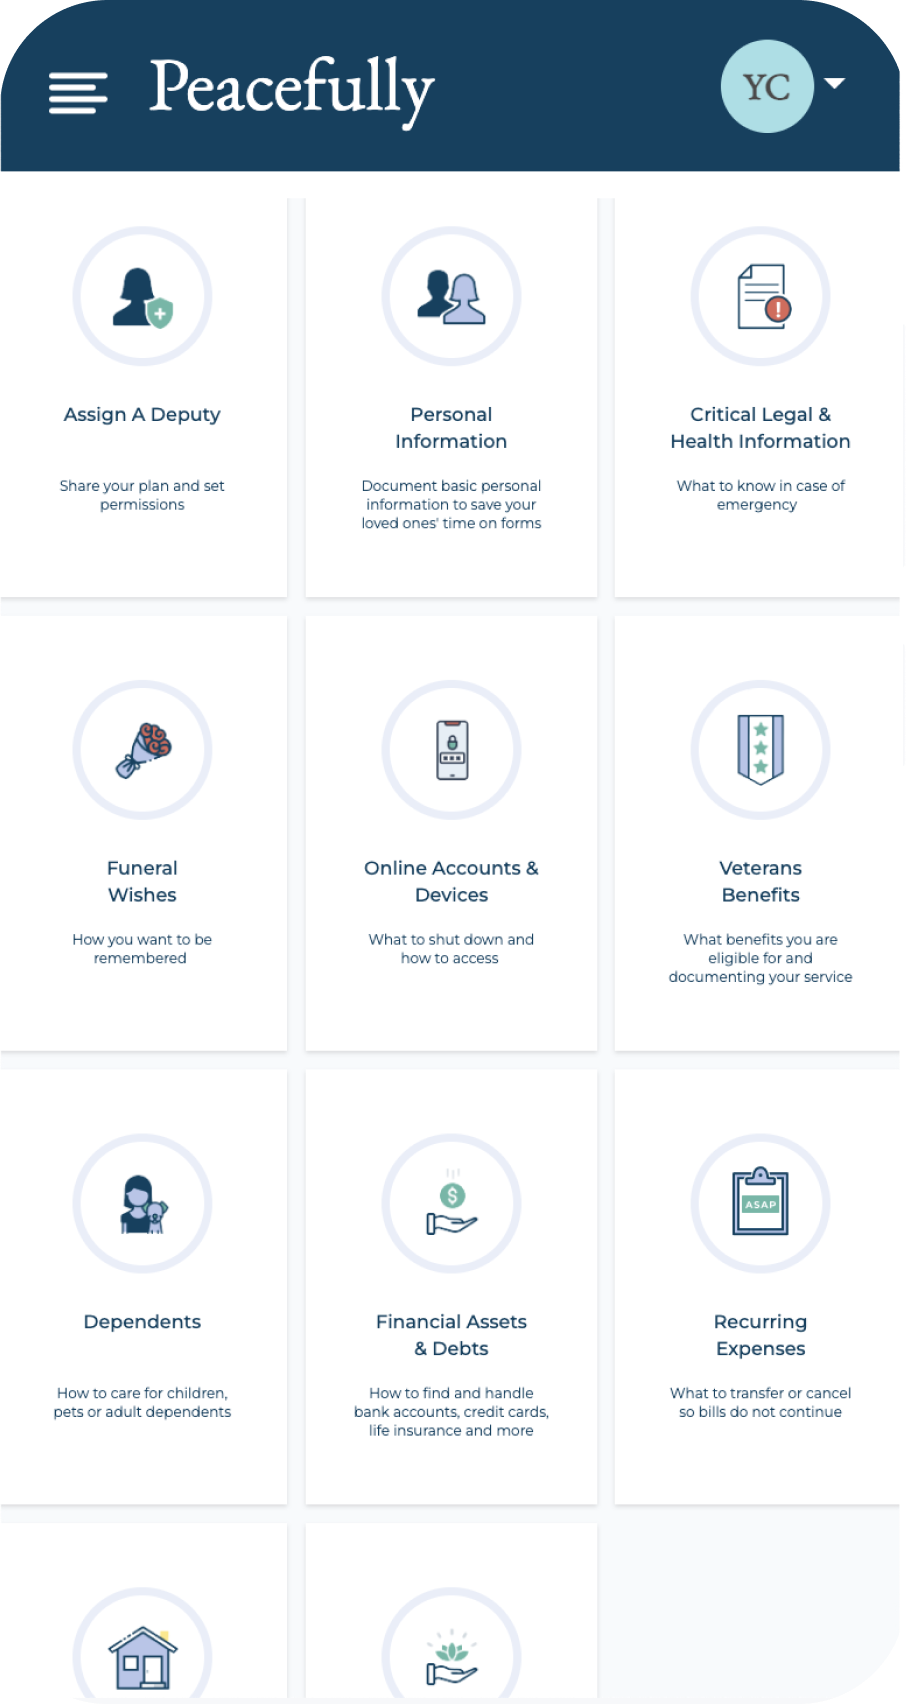 Peacefully
YC
Assign A Deputy
Share your plan and set
permissions
Personal
Information
Document basic personal
information to save your
loved ones' time on forms
Critical Legal &
Health Information
What to know in case of
emergency
Funeral
Wishes
How you want to be
remembered
Online Accounts &
Devices
What to shut down and
how to access
Veterans
Benefits
What benefits you are
eligible for and
documenting your service
Dependents
How to care for children,
pets or adult dependents
$
Financial Assets
& Debts
How to find and handle
bank accounts, credit cards,
life insurance and more
ASAP
Recurring
Expenses
What to transfer or cancel
so bills do not continue